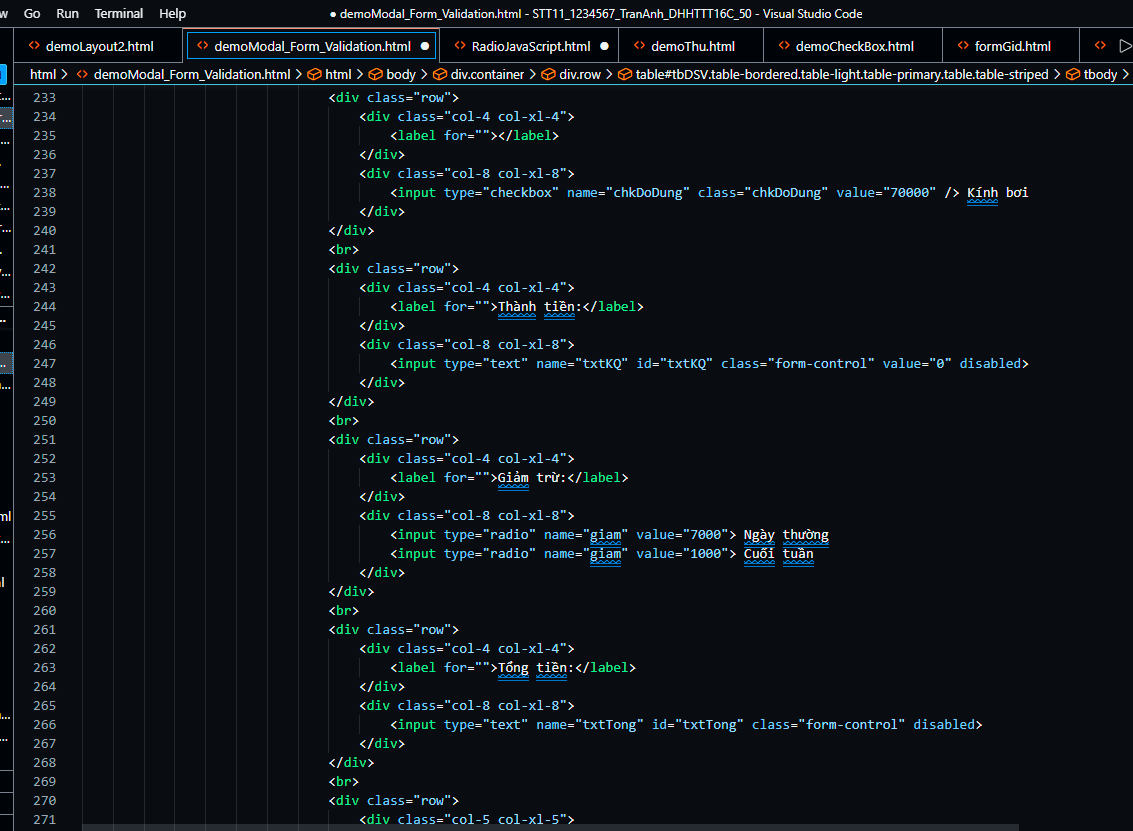 Go Run Terminal Help ● demoModal_Form_Validation.html - STT11_1234567_TranAnh_DHHTTT16C_50 - Visual Studio Code
demoLayout2.html demoModal_Form_Validation.html ● RadioJavaScript.html ● demoThu.html demoCheckBox.html formGid.html
html > demoModal_Form_Validation.html > html > body > div.container > div.row > table#tbDSV.table-bordered.table-light.table-primary.table.table-striped > tbody >
233 <div class="row">
234 <div class="col-4 col-xl-4">
235 <label for=""></label>
236 </div>
237 <div class="col-8 col-xl-8">
238 <input type="checkbox" name="chkDoDung" class="chkDoDung" value="70000" /> Kính bơi
239 </div>
240 </div>
241 <br>
242 <div class="row">
243 <div class="col-4 col-xl-4">
244 <label for="">Thành tiền:</label>
245 </div>
246 <div class="col-8 col-xl-8">
247 <input type="text" name="txtKQ" id="txtKQ" class="form-control" value="0" disabled>
248 </div>
249 </div>
250 <br>
251 <div class="row">
252 <div class="col-4 col-xl-4">
253 <label for="">Giảm trừ:</label>
254 </div>
255 <div class="col-8 col-xl-8">
256 <input type="radio" name="giam" value="7000"> Ngày thường
257 <input type="radio" name="giam" value="1000"> Cuối tuần
258 </div>
259 </div>
260 <br>
261 <div class="row">
262 <div class="col-4 col-xl-4">
263 <label for="">Tổng tiền:</label>
264 </div>
265 <div class="col-8 col-xl-8">
266 <input type="text" name="txtTong" id="txtTong" class="form-control" disabled>
267 </div>
268 </div>
269 <br>
270 <div class="row">
271 <div class="col-5 col-xl-5">